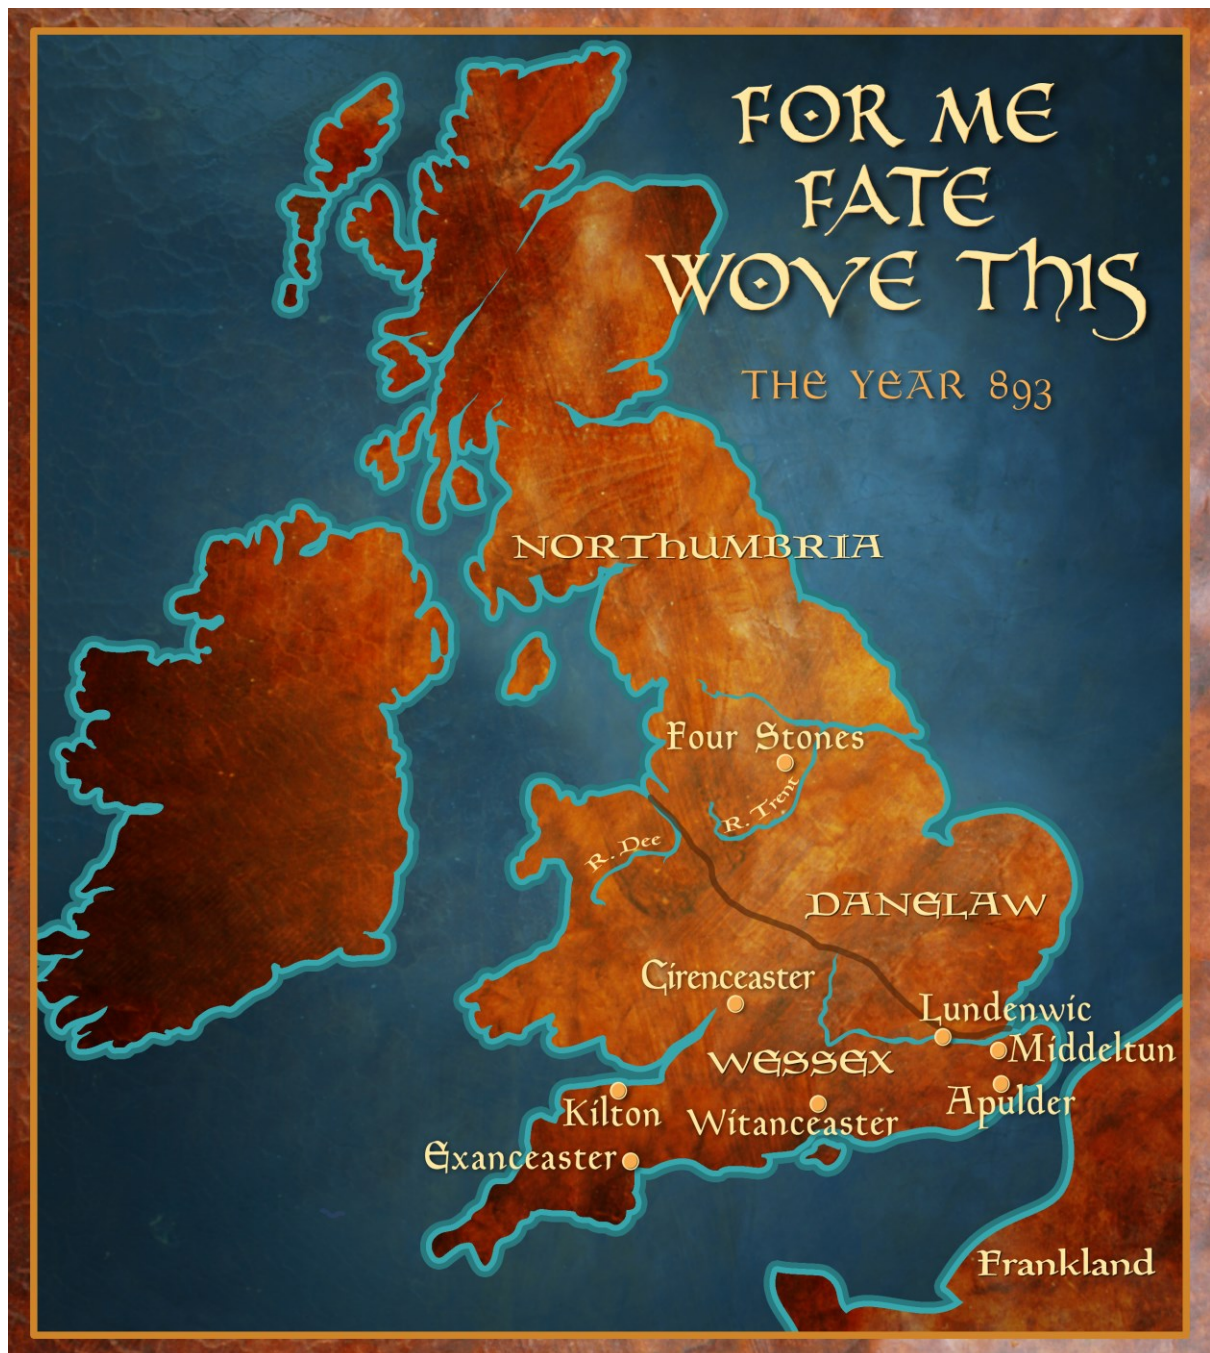 FOR ME
FATE
WOVE ThIS
THE YEAR 893
NORThUMBRIA
Four Stones
R. Trent
R. Dee
DANELAW
Cirenceaster
Lundenwic
WESSEX
Middeltun
Apulder
Kilton
Witanceaster
Exanceaster
Frankland